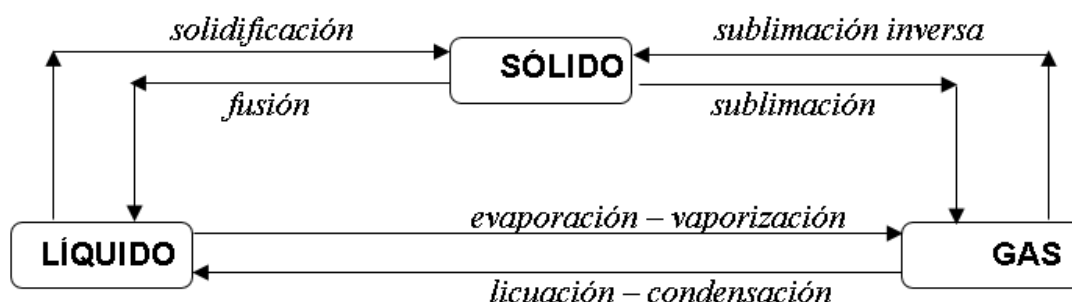 solidificación
sublimación inversa
SÓLIDO
fusión
sublimación
evaporación – vaporización
LÍQUIDO
GAS
licuación – condensación